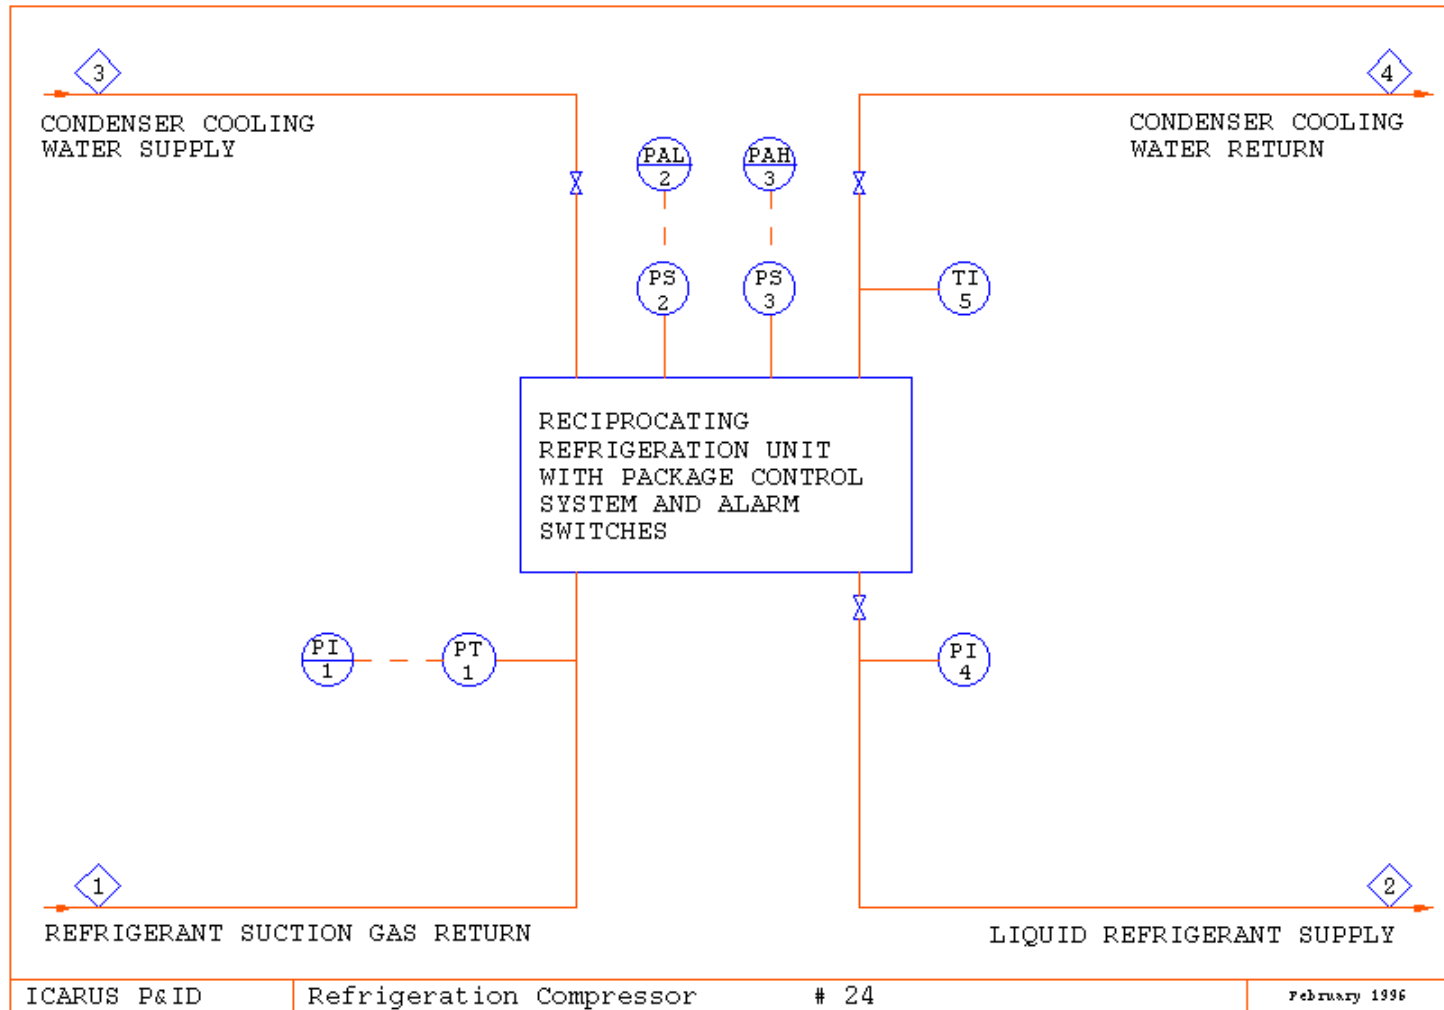 3
4
CONDENSER COOLING
WATER SUPPLY
CONDENSER COOLING
WATER RETURN
PAL
2
PAH
3
PS
2
PS
3
TI
5
RECIPROCATING
REFRIGERATION UNIT
WITH PACKAGE CONTROL
SYSTEM AND ALARM
SWITCHES
PI
1
PT
1
PI
4
1
2
REFRIGERANT SUCTION GAS RETURN
LIQUID REFRIGERANT SUPPLY
ICARUS P&ID
Refrigeration Compressor # 24
February 1996